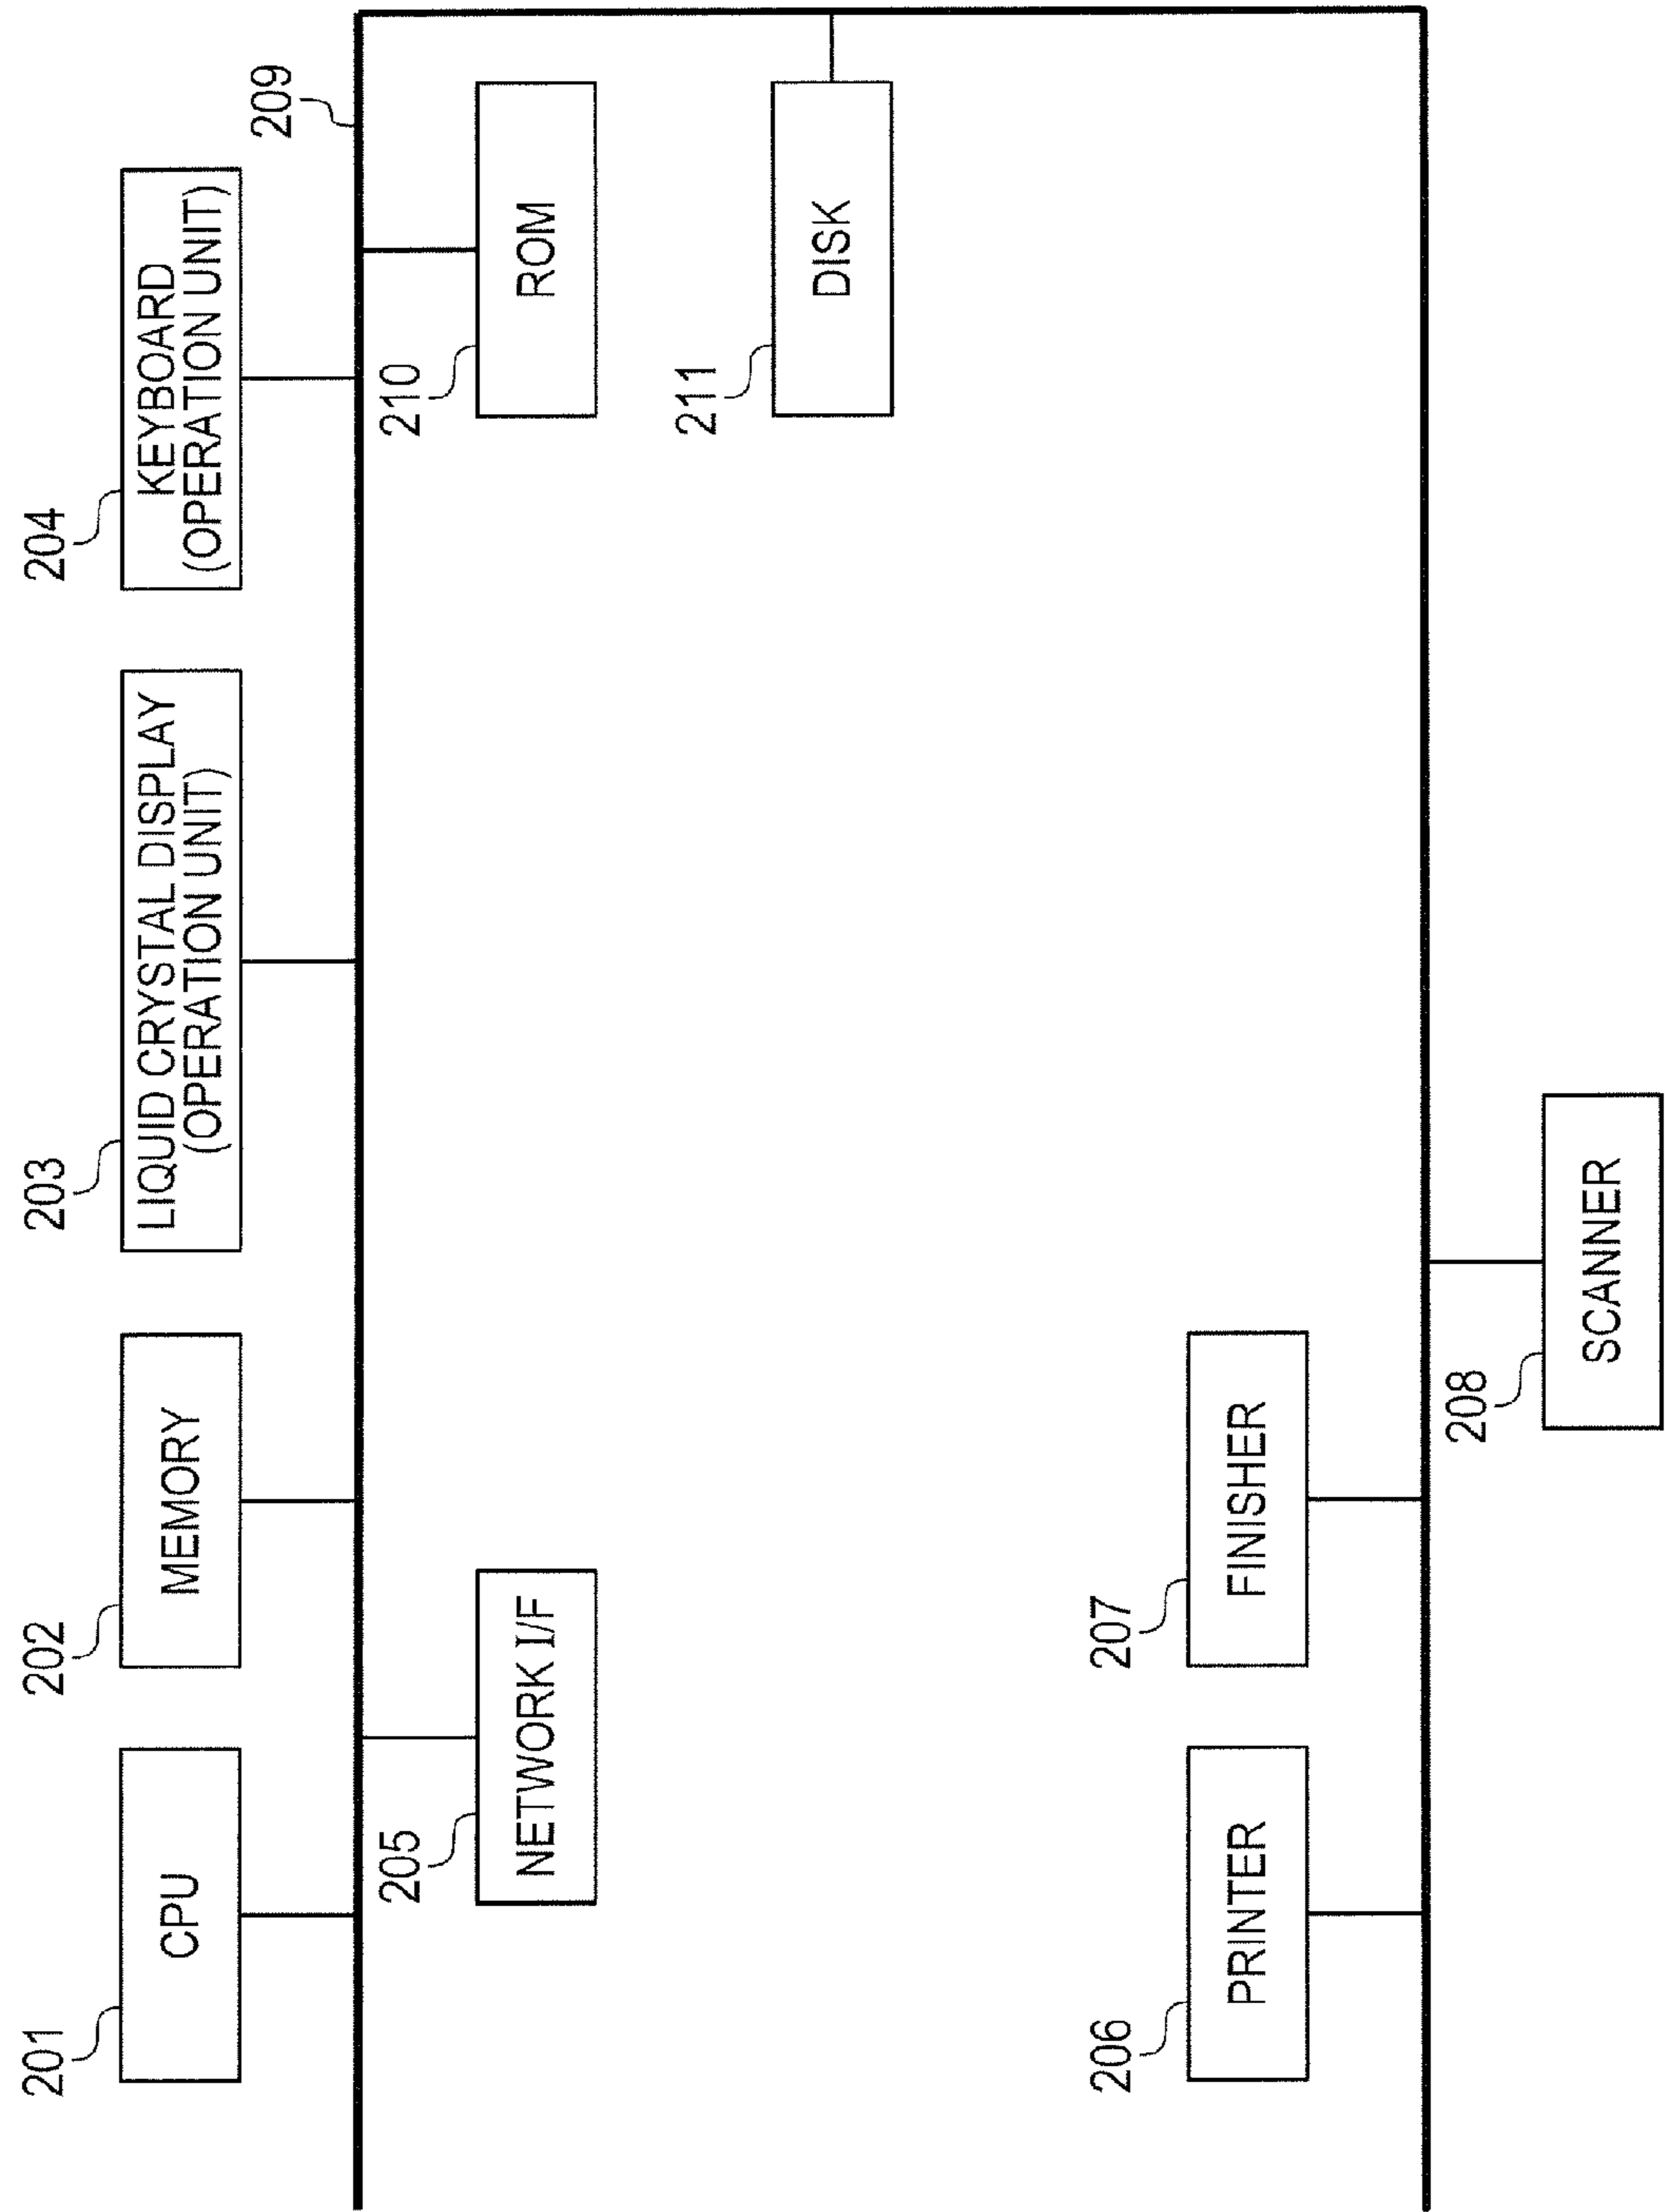 201
CPU
202
MEMORY
203
LIQUID CRYSTAL DISPLAY
(OPERATION UNIT)
204
KEYBOARD
(OPERATION UNIT)
209
205
NETWORK I/F
210
ROM
211
DISK
206
PRINTER
207
FINISHER
208
SCANNER